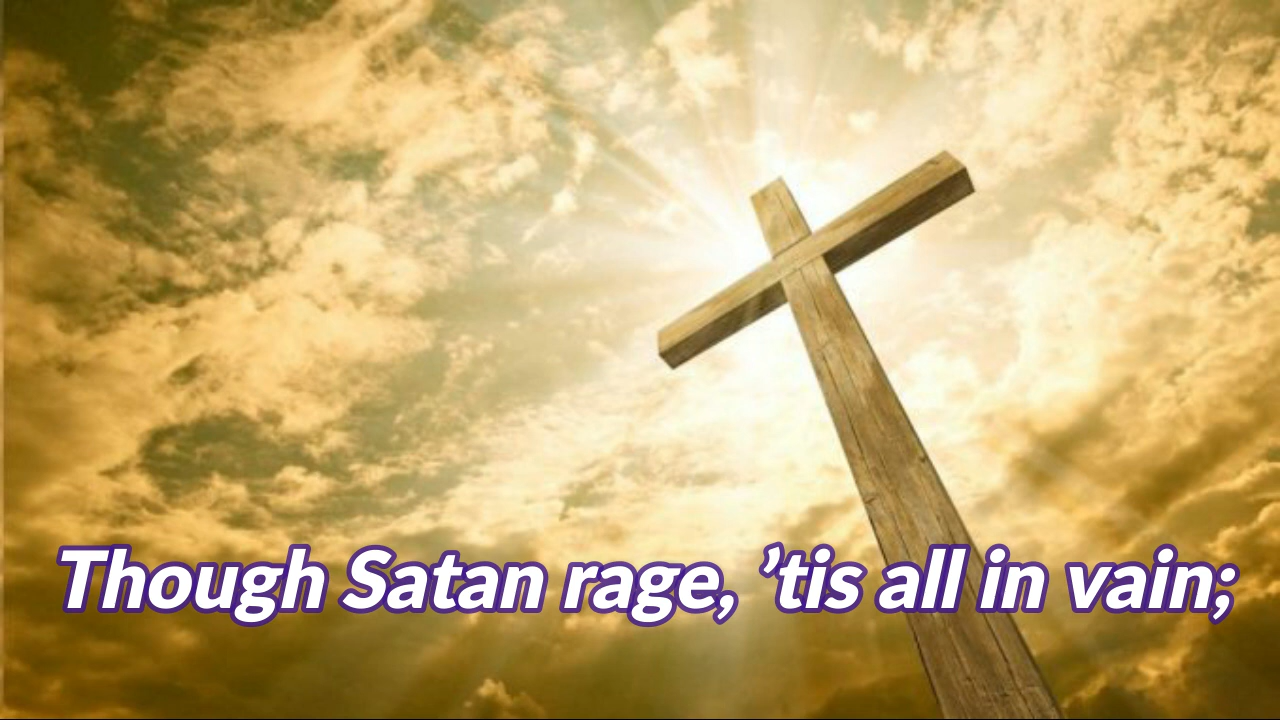 Though Satan rage, ’tis all in vain;